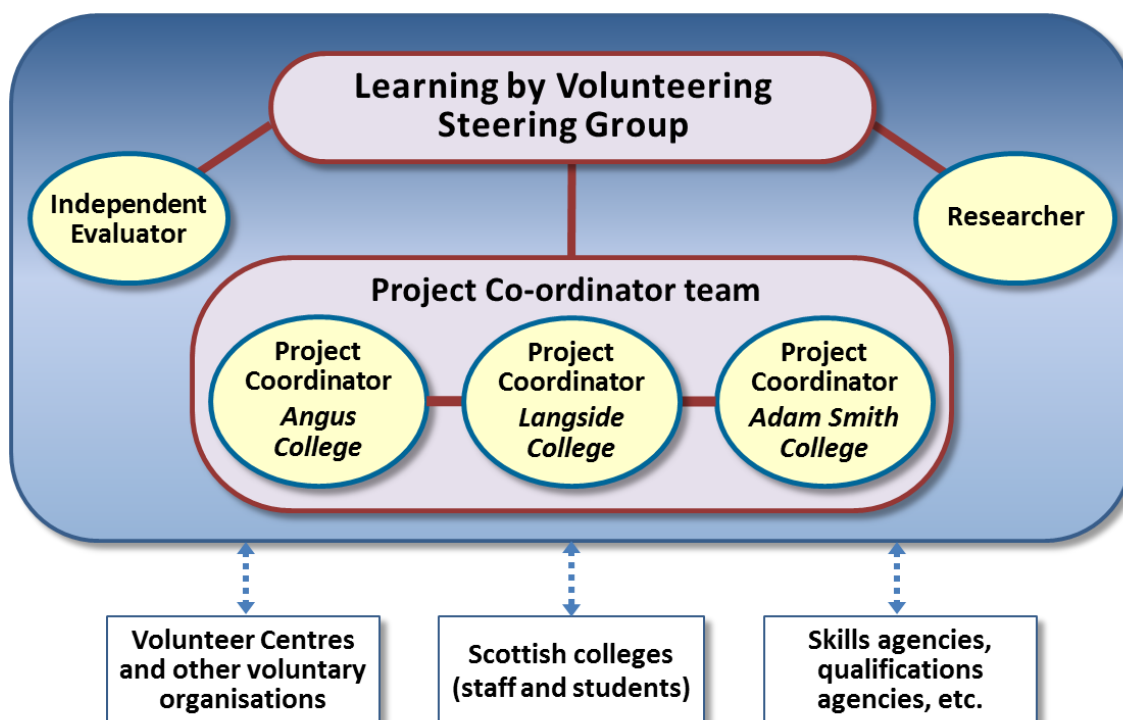 Learning by Volunteering
Steering Group
Independent
Evaluator
Researcher
Project Co-ordinator team
Project
Coordinator
Angus
College
Project
Coordinator
Langside
College
Project
Coordinator
Adam Smith
College
Volunteer Centres
and other voluntary
organisations
Scottish colleges
(staff and students)
Skills agencies,
qualifications
agencies, etc.